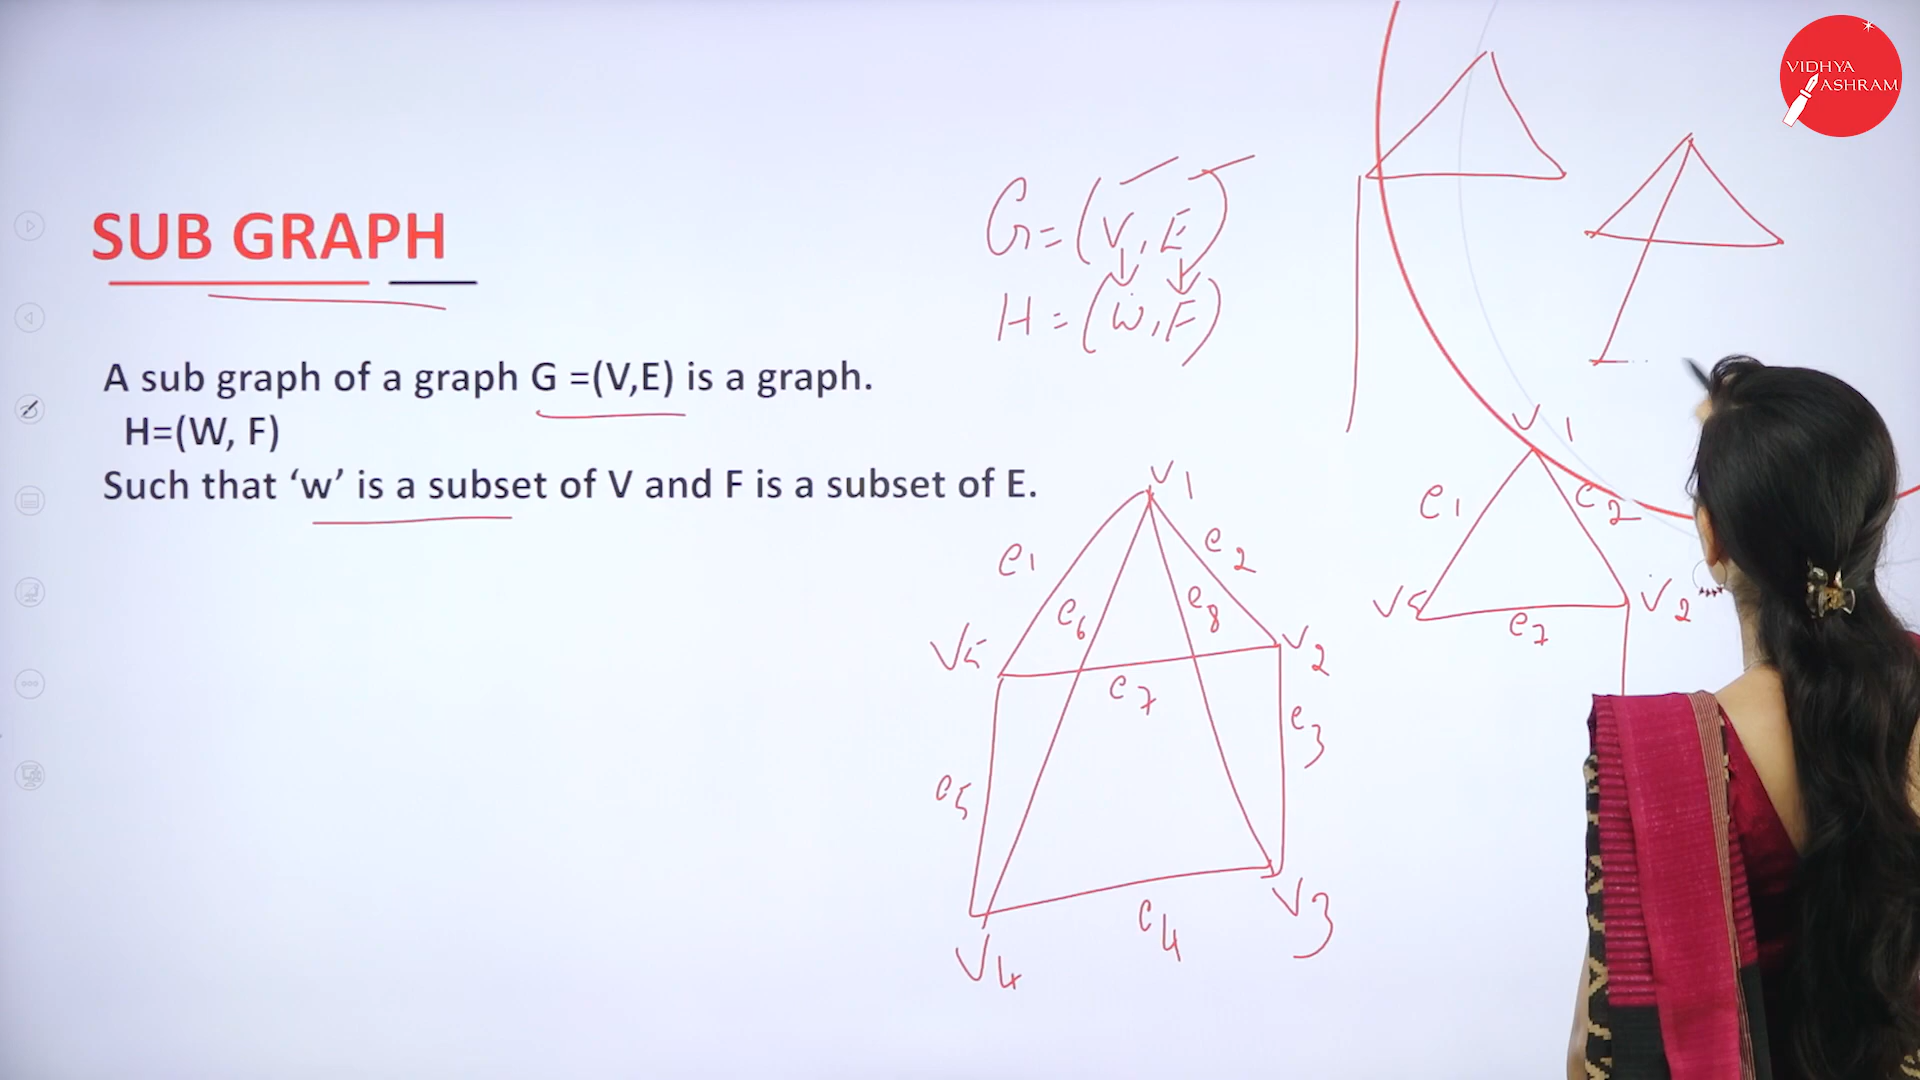 VIDHYA
ASHRAM
SUB GRAPH
A sub graph of a graph G =(V,E) is a graph.
H=(W, F)
Such that ‘w’ is a subset of V and F is a subset of E.
G=(V,E)
H=(W,F)
V1
e1
e2
e6
e8
V5
V2
e7
e3
e5
e4
V3
V4
V1
e1
e2
V5
V2
e7